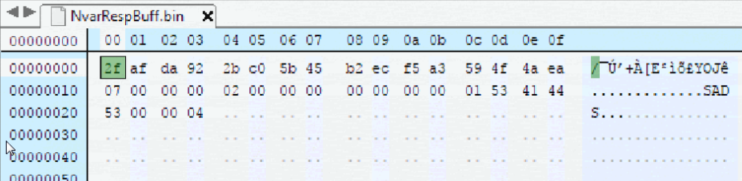 NvarRespBuff.bin x
00000000 00 01 02 03 04 05 06 07 08 09 0a 0b 0c 0d 0e 0f
00000000 2f af da 92 2b c0 5b 45 b2 ec f5 a3 59 4f 4a ea /¯Ú’+À[E²ìõ£YOJê
00000010 07 00 00 00 02 00 00 00 00 00 00 00 01 53 41 44 .............SAD
00000020 53 00 00 04 S...
00000030
00000040
00000050